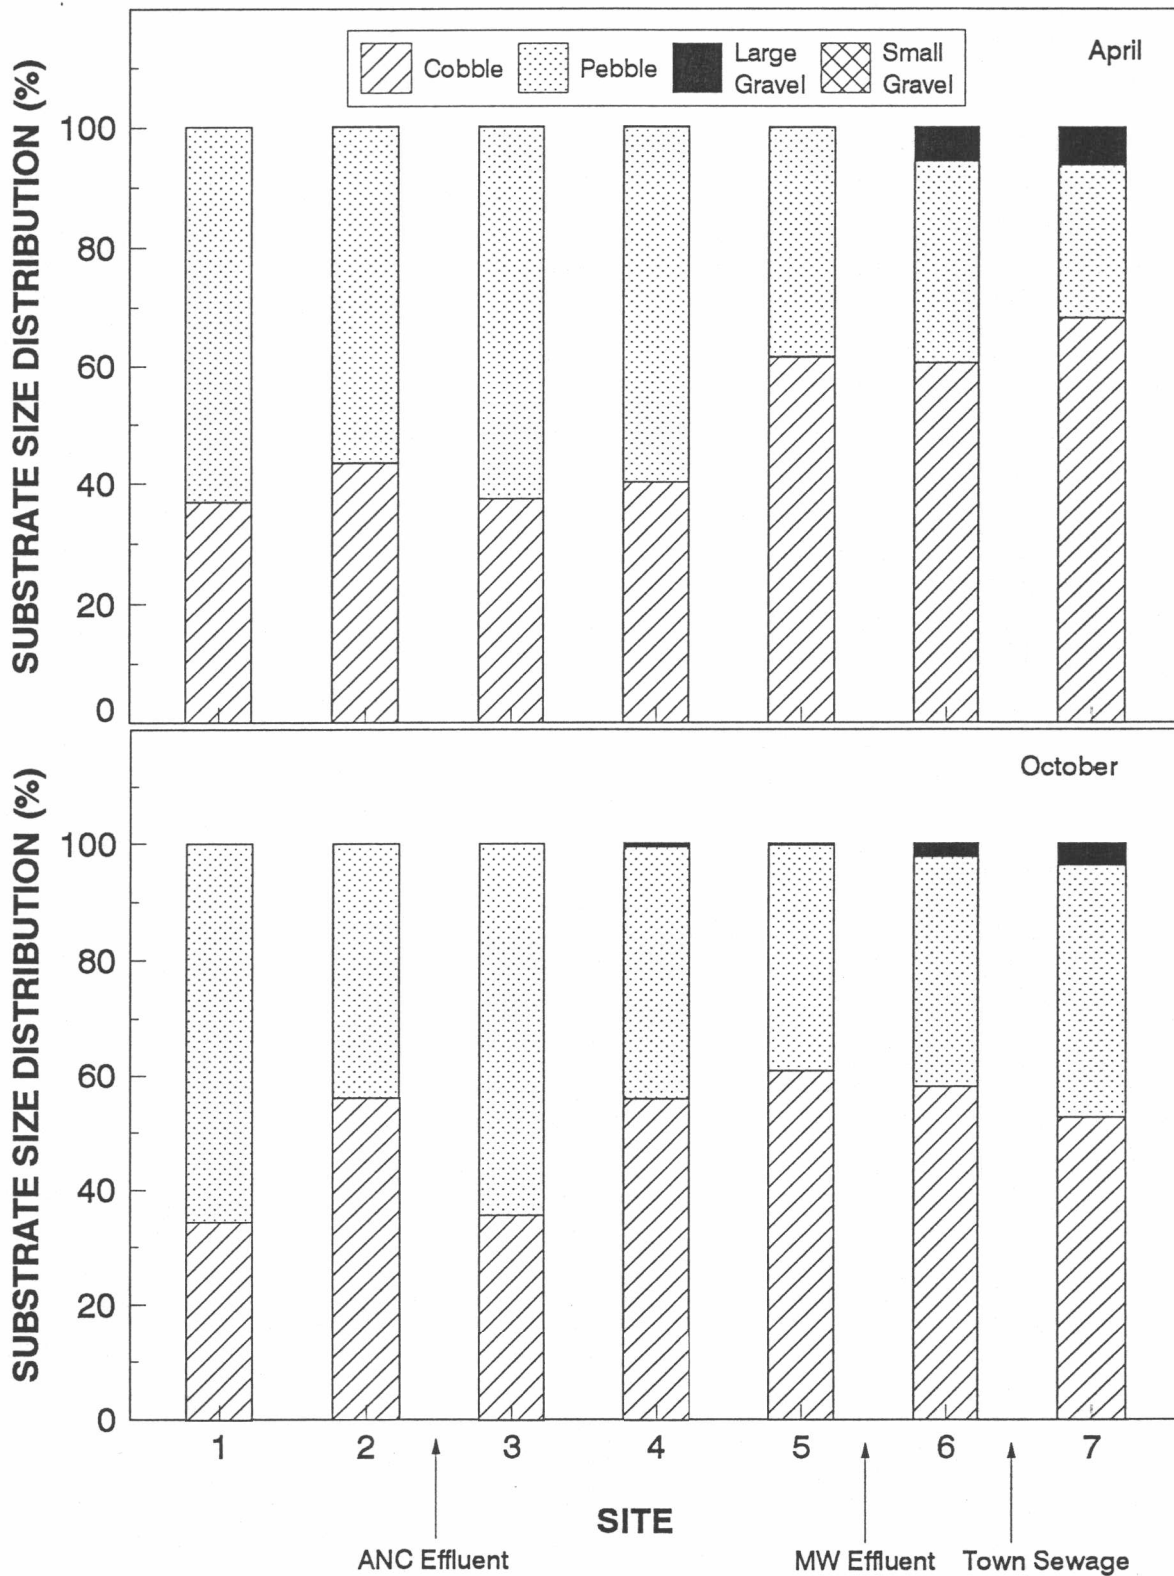 Cobble
Pebble
Large
Gravel
Small
Gravel
April
SUBSTRATE SIZE DISTRIBUTION (%)
100
80
60
40
20
0
October
SUBSTRATE SIZE DISTRIBUTION (%)
100
80
60
40
20
0
1 2 3 4 5 6 7
SITE
ANC Effluent MW Effluent Town Sewage